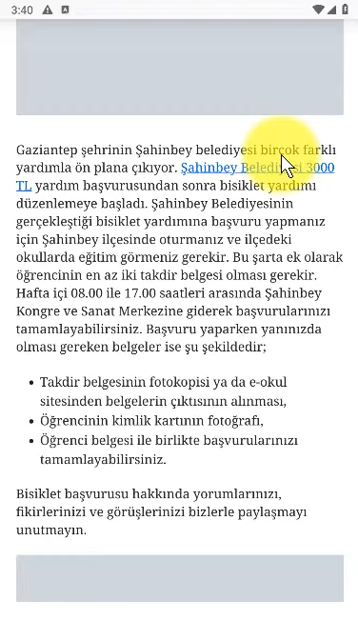 3:40
Gaziantep şehrinin Şahinbey belediyesi birçok farklı
yardımla ön plana çıkıyor. Şahinbey Belediyesi 3000
TL yardım başvurusundan sonra bisiklet yardımı
düzenlemeye başladı. Şahinbey Belediyesinin
gerçekleştiği bisiklet yardımına başvuru yapmanız
için Şahinbey ilçesinde oturmanız ve ilçedeki
okullarda eğitim görmeniz gerekir. Bu şarta ek olarak
öğrencinin en az iki takdir belgesi olması gerekir.
Hafta içi 08.00 ile 17.00 saatleri arasında Şahinbey
Kongre ve Sanat Merkezine giderek başvurularınızı
tamamlayabilirsiniz. Başvuru yaparken yanınızda
olması gereken belgeler ise şu şekildedir;
• Takdir belgesinin fotokopisi ya da e-okul
sitesinden belgelerin çıktısının alınması,
• Öğrencinin kimlik kartının fotoğrafı,
• Öğrenci belgesi ile birlikte başvurularınızı
tamamlayabilirsiniz.
Bisiklet başvurusu hakkında yorumlarınızı,
fikirlerinizi ve görüşlerinizi bizlerle paylaşmayı
unutmayın.